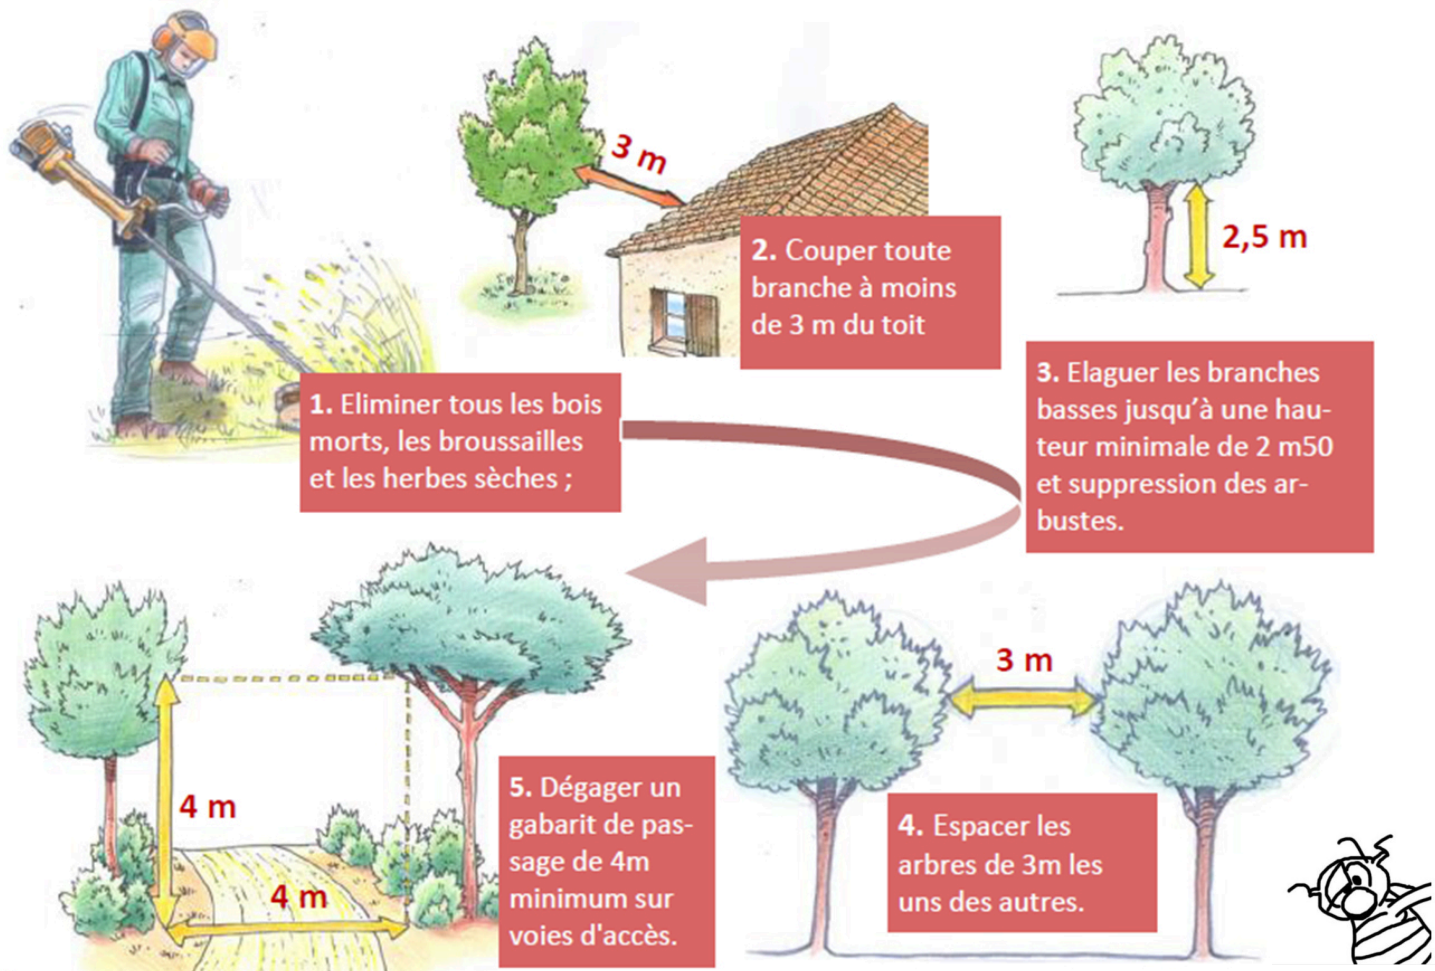 3 m
2. Couper toute
branche à moins
de 3 m du toit
2,5 m
1. Eliminer tous les bois
morts, les broussailles
et les herbes sèches ;
3. Elaguer les branches
basses jusqu’à une hau-
teur minimale de 2 m50
et suppression des ar-
bustes.
3 m
4. Espacer les
arbres de 3m les
uns des autres.
4 m
4 m
5. Dégager un
gabarit de pas-
sage de 4m
minimum sur
voies d'accès.